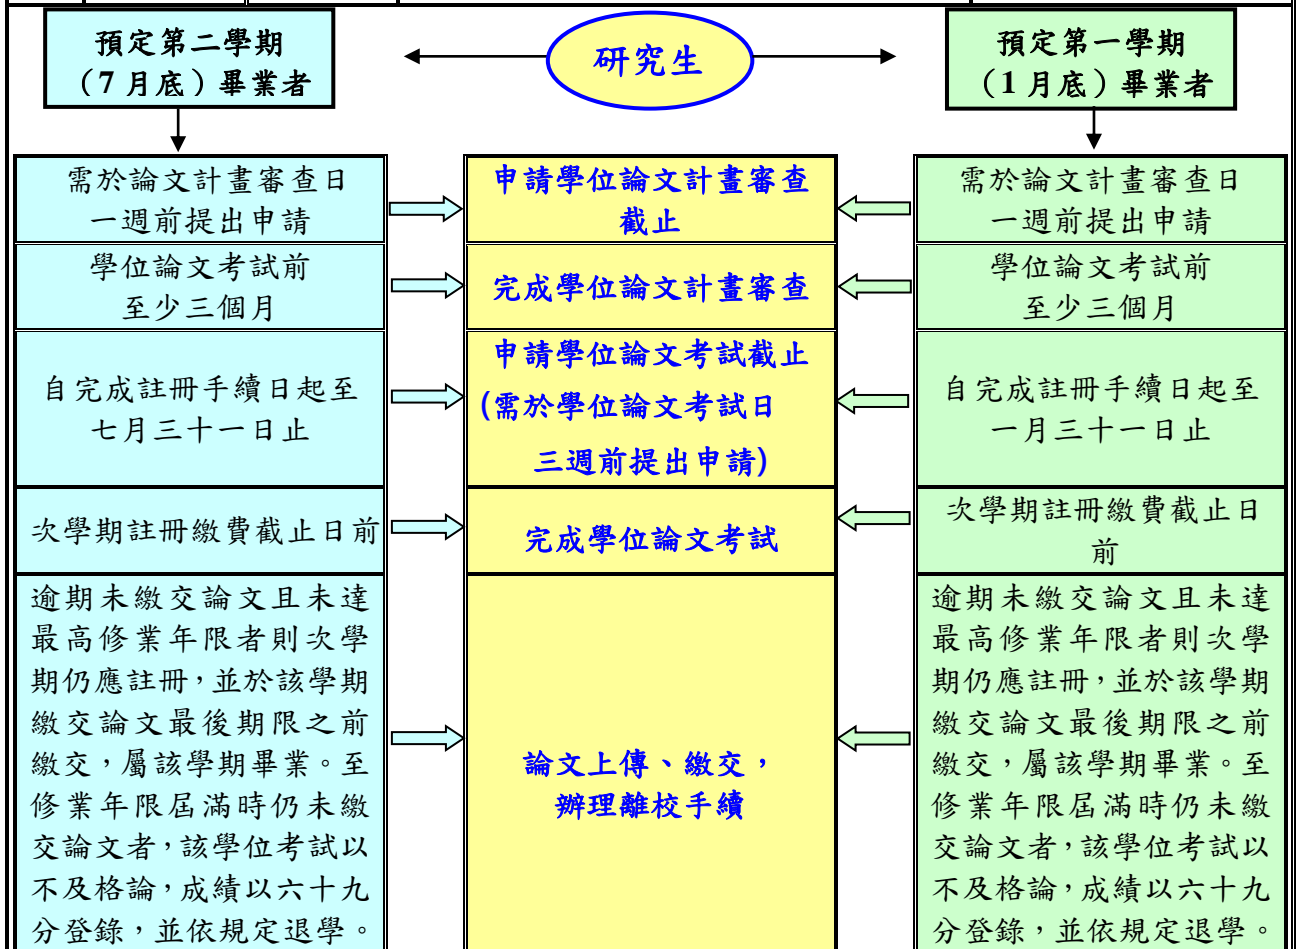 預定第二學期
（7 月底）畢業者
研究生
預定第一學期
（1 月底）畢業者
需於論文計畫審查日
一週前提出申請
申請學位論文計畫審查
截止
需於論文計畫審查日
一週前提出申請
學位論文考試前
至少三個月
完成學位論文計畫審查
學位論文考試前
至少三個月
自完成註冊手續日起至
七月三十一日止
申請學位論文考試截止
(需於學位論文考試日
三週前提出申請)
自完成註冊手續日起至
一月三十一日止
次學期註冊繳費截止日前
完成學位論文考試
次學期註冊繳費截止日
前
逾期未繳交論文且未達
最高修業年限者則次學
期仍應註冊，並於該學期
繳交論文最後期限之前
繳交，屬該學期畢業。至
修業年限屆滿時仍未繳
交論文者，該學位考試以
不及格論，成績以六十九
分登錄，並依規定退學。
論文上傳、繳交，
辦理離校手續
逾期未繳交論文且未達
最高修業年限者則次學
期仍應註冊，並於該學期
繳交論文最後期限之前
繳交，屬該學期畢業。至
修業年限屆滿時仍未繳
交論文者，該學位考試以
不及格論，成績以六十九
分登錄，並依規定退學。